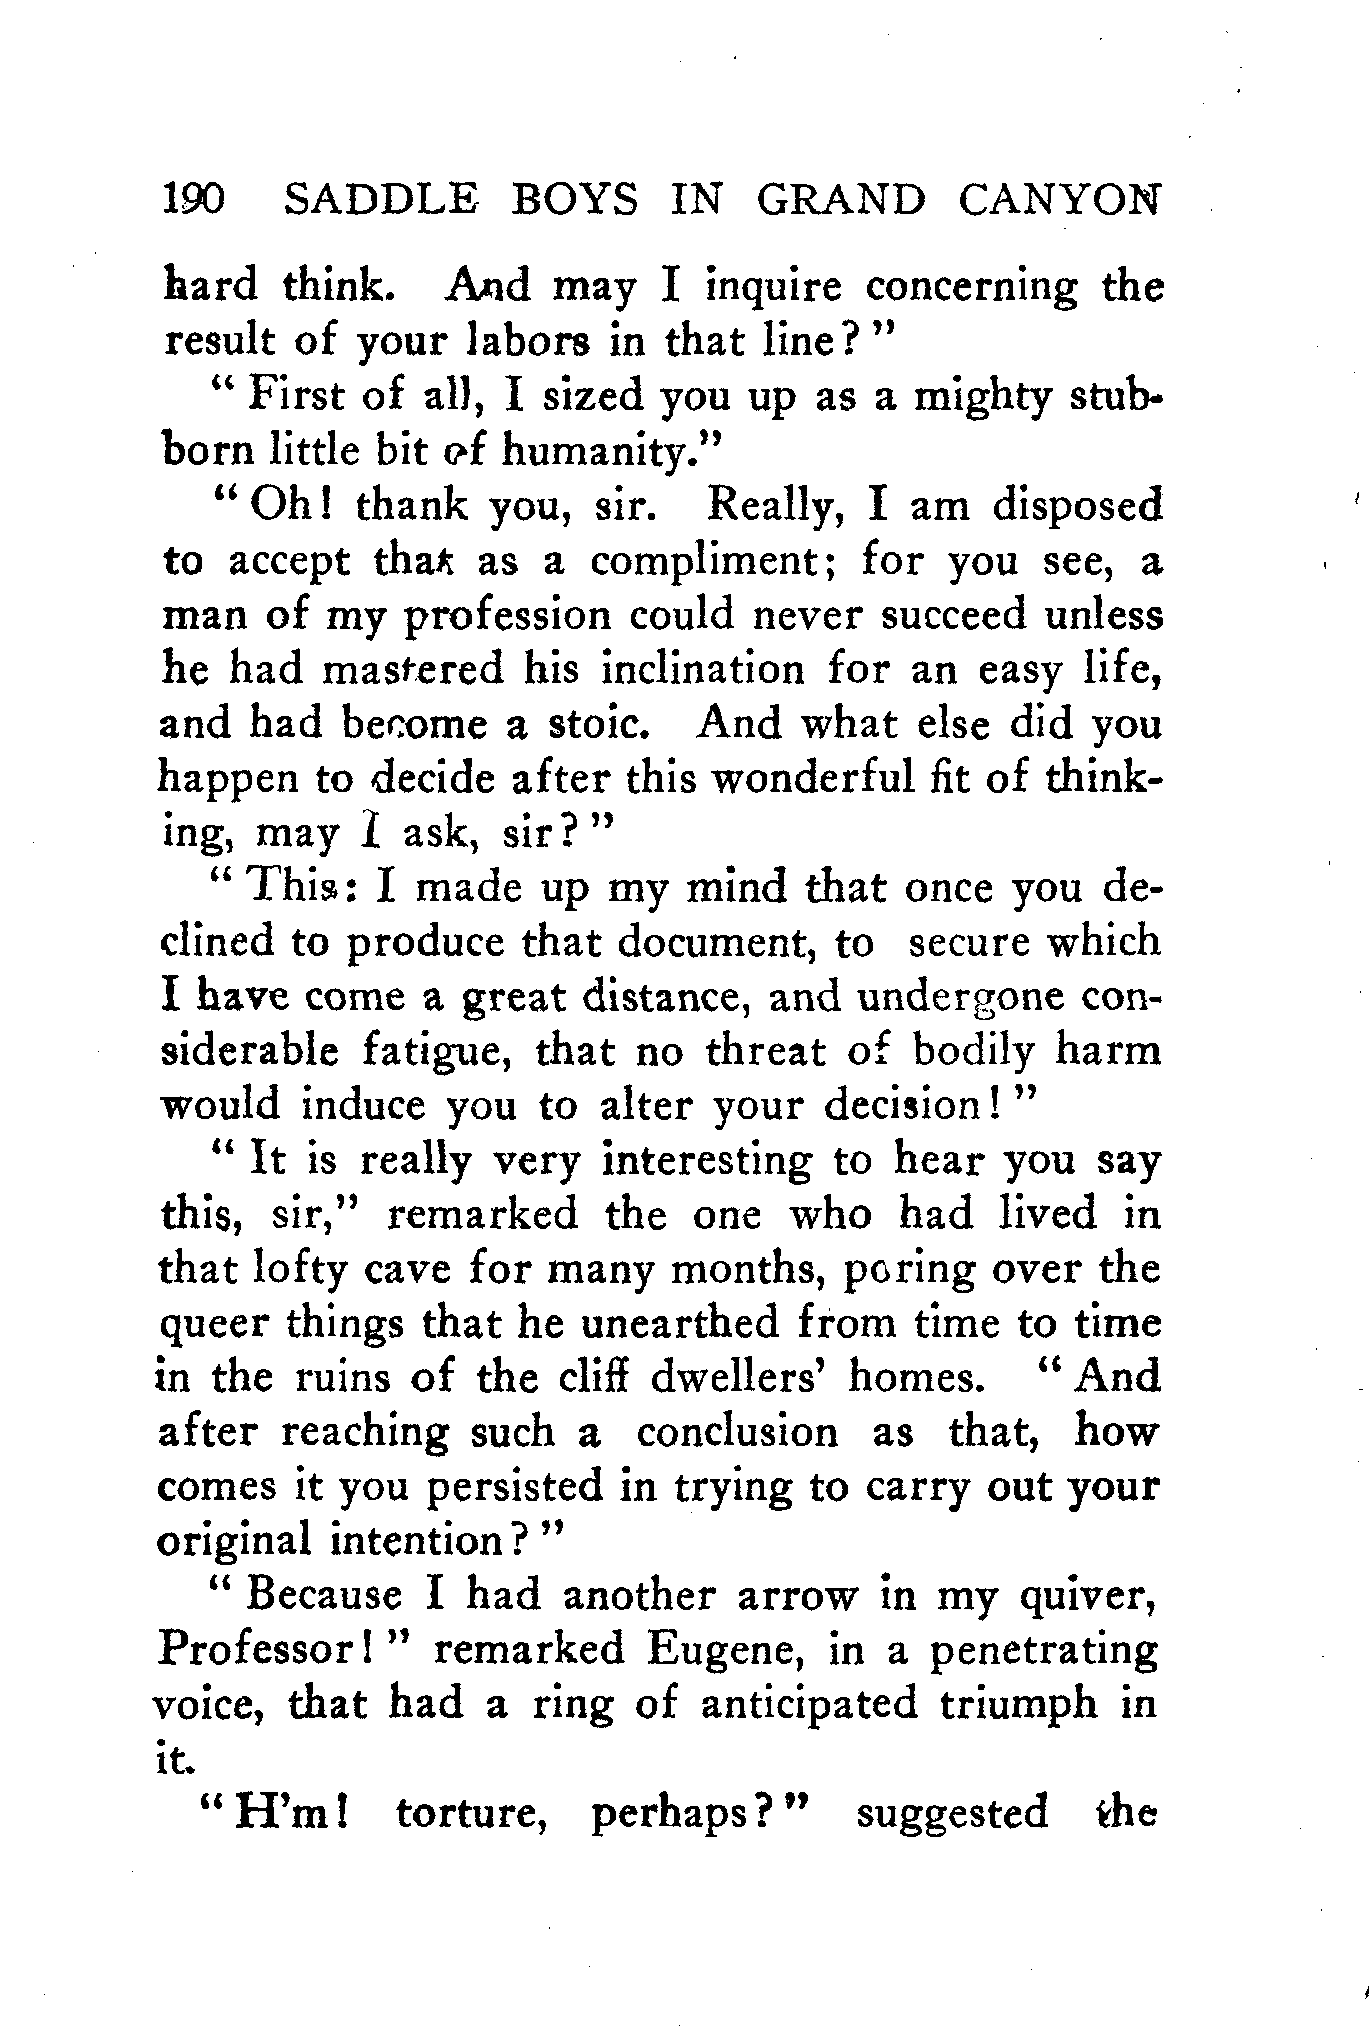 190 SADDLE BOYS IN GRAND CANYON
hard think. And may I inquire concerning the
result of your labors in that line? "
" First of all, I sized you up as a mighty stub-
born little bit of humanity."
" Oh! thank you, sir. Really, I am disposed
to accept that as a compliment; for you see, a
man of my profession could never succeed unless
he had mastered his inclination for an easy life,
and had become a stoic. And what else did you
happen to decide after this wonderful fit of think-
ing, may I ask, sir? "
" This: I made up my mind that once you de-
clined to produce that document, to secure which
I have come a great distance, and undergone con-
siderable fatigue, that no threat of bodily harm
would induce you to alter your decision! "
" It is really very interesting to hear you say
this, sir," remarked the one who had lived in
that lofty cave for many months, poring over the
queer things that he unearthed from time to time
in the ruins of the cliff dwellers' homes. " And
after reaching such a conclusion as that, how
comes it you persisted in trying to carry out your
original intention? "
" Because I had another arrow in my quiver,
Professor! " remarked Eugene, in a penetrating
voice, that had a ring of anticipated triumph in
it.
" H'm! torture, perhaps? " suggested the